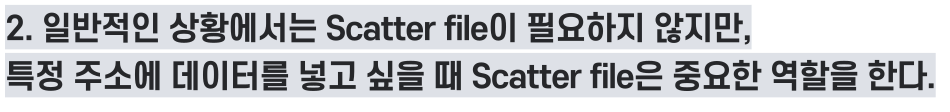 2. 일반적인 상황에서는 Scatter file이 필요하지 않지만,
특정 주소에 데이터를 넣고 싶을 때 Scatter file은 중요한 역할을 한다.